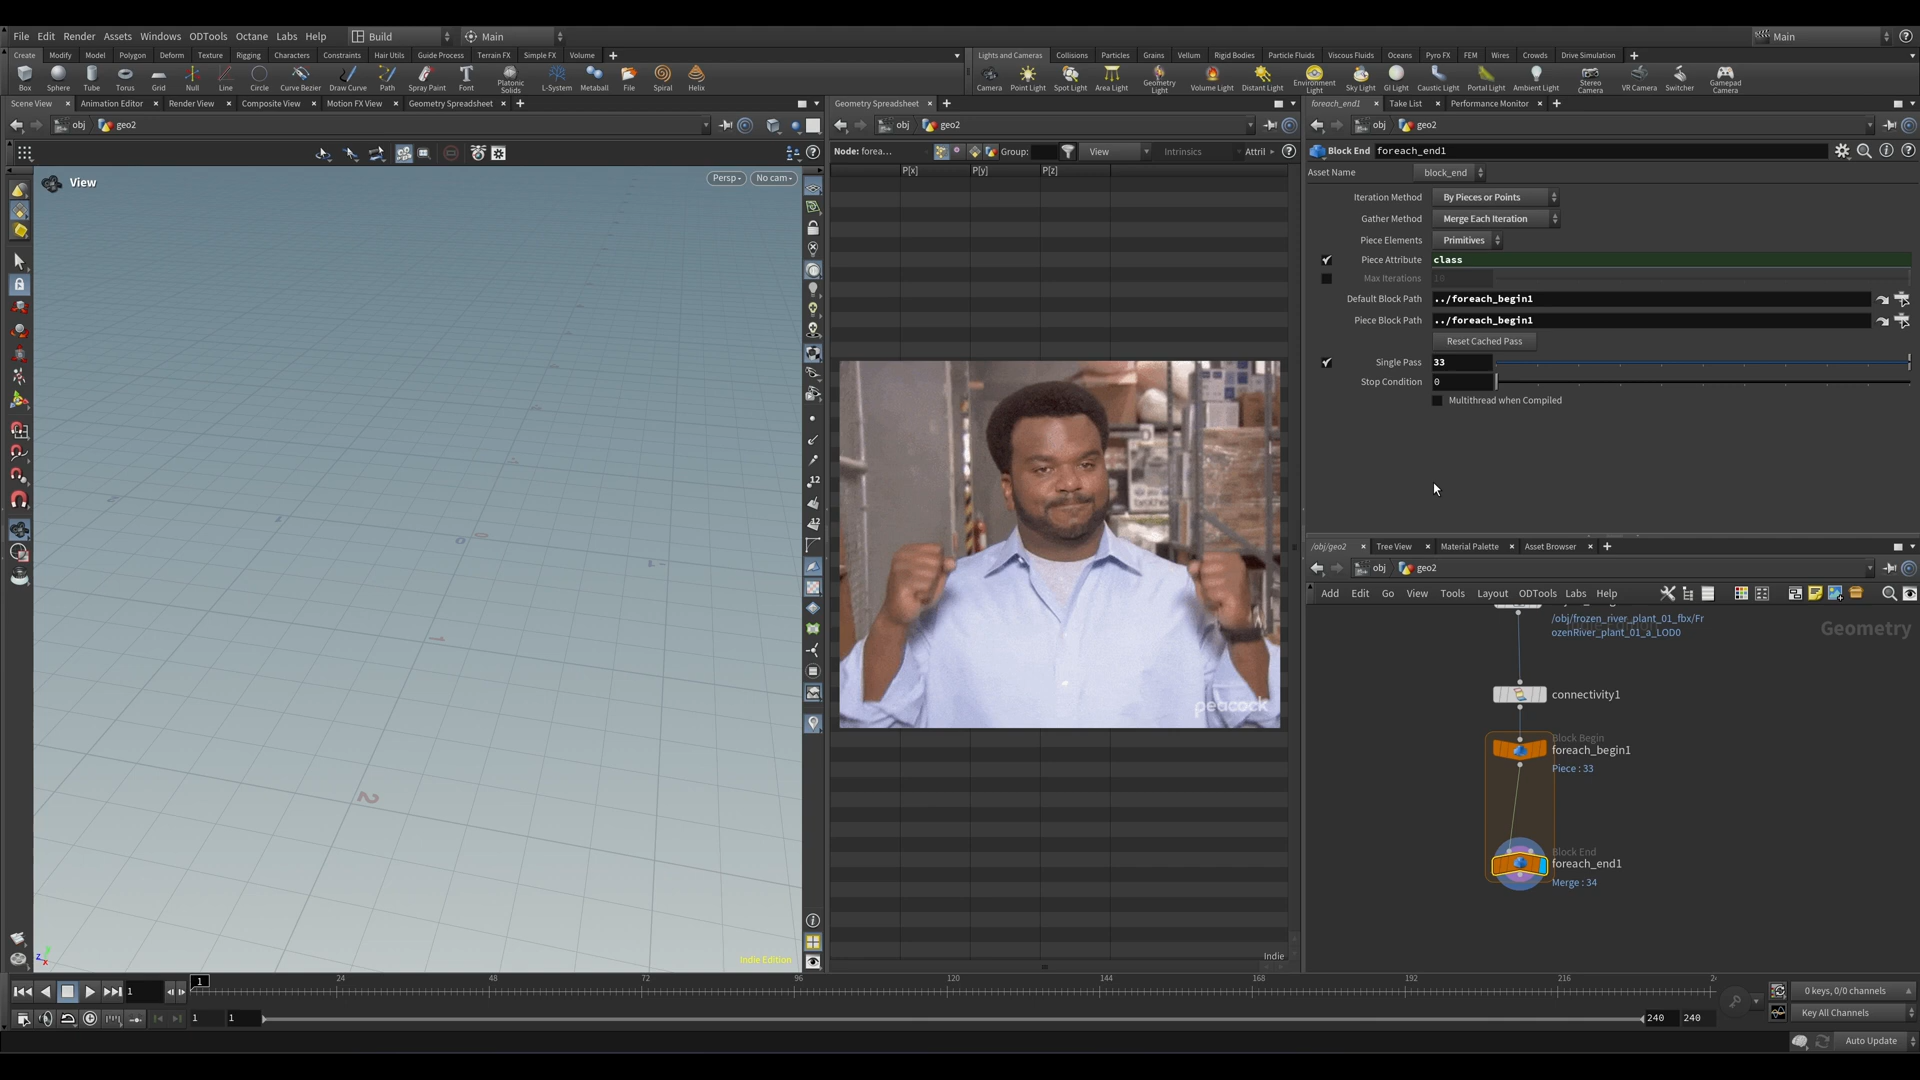 File Edit Render Assets Windows ODTools Octane Labs Help Build Main Main
Create Modify Model Polygon Deform Texture Rigging Characters Constraints Hair Utils Guide Process Terrain FX Simple FX Volume
Lights and Cameras Collisions Particles Grains Vellum Rigid Bodies Particle Fluids Viscous Fluids Oceans Pyro FX FEM Wires Crowds Drive Simulation
Box Sphere Tube Torus Grid Null Line Circle Curve Bezier Draw Curve Path Spray Paint Font Platonic Solids L-System Metaball File Spiral Helix
Camera Point Light Spot Light Area Light Geometry Light Volume Light Distant Light Environment Light Sky Light GI Light Caustic Light Portal Light Ambient Light Stereo Camera VR Camera Switcher Gamepad Camera
Scene View Animation Editor Render View Composite View Motion FX View Geometry Spreadsheet
obj geo2
View
Persp No cam
2
Indie Edition
Geometry Spreadsheet
obj geo2
Node: forea... Group: View Intrinsics Attri
P[x] P[y] P[z]
peacock
Indie
foreach_end1 Take List Performance Monitor
obj geo2
Block End foreach_end1
Asset Name block_end
Iteration Method By Pieces or Points
Gather Method Merge Each Iteration
Piece Elements Primitives
Piece Attribute class
Max Iterations 10
Default Block Path ../foreach_begin1
Piece Block Path ../foreach_begin1
Reset Cached Pass
Single Pass 33
Stop Condition 0
Multithread when Compiled
/obj/geo2 Tree View Material Palette Asset Browser
obj geo2
Add Edit Go View Tools Layout ODTools Labs Help
Geometry
/obj/frozen_river_plant_01_fbx/Fr
ozenRiver_plant_01_a_LOD0
connectivity1
Block Begin
foreach_begin1
Piece : 33
Block End
foreach_end1
Merge : 34
1 1 24 48 72 96 120 144 168 192 216 2
0 keys, 0/0 channels
1 1 240 240 Key All Channels
Auto Update